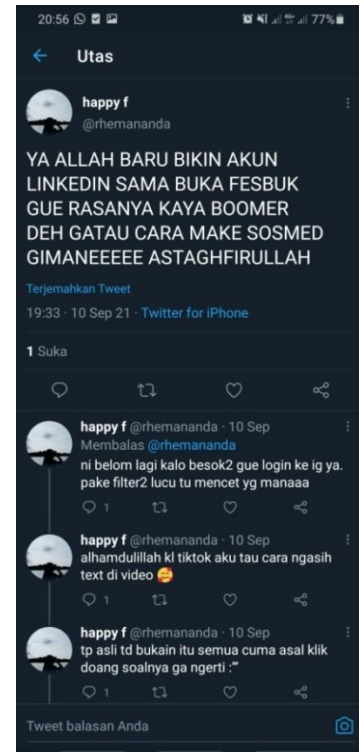 20:56 77%
Utas
happy f
@rhemananda
YA ALLAH BARU BIKIN AKUN
LINKEDIN SAMA BUKA FESBUK
GUE RASANYA KAYA BOOMER
DEH GATAU CARA MAKE SOSMED
GIMANEEEEE ASTAGHFIRULLAH
Terjemahkan Tweet
19:33 · 10 Sep 21 · Twitter for iPhone
1 Suka
happy f @rhemananda · 10 Sep
Membalas @rhemananda
ni belom lagi kalo besok2 gue login ke ig ya.
pake filter2 lucu tu mencet yg manaaa
1
happy f @rhemananda · 10 Sep
alhamdulillah kl tiktok aku tau cara ngasih
text di video 🥰
1
happy f @rhemananda · 10 Sep
tp asli td bukain itu semua cuma asal klik
doang soalnya ga ngerti :'"
1
Tweet balasan Anda